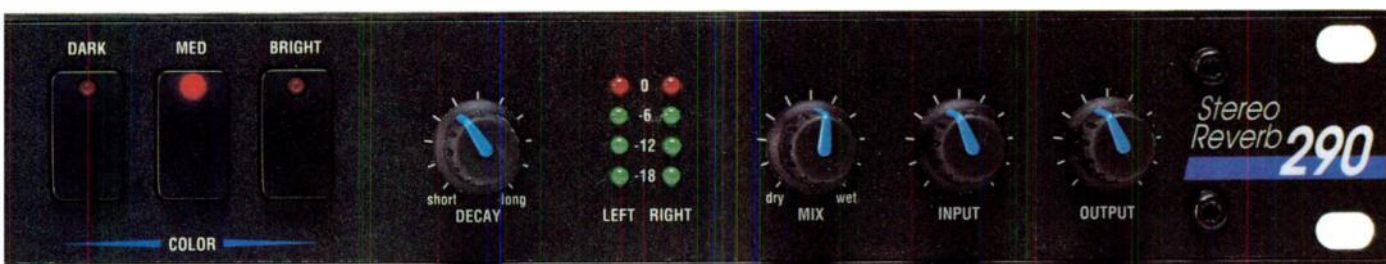 DARK MED BRIGHT
COLOR
short long
DECAY
0
-6
-12
-18
LEFT RIGHT
dry wet
MIX
INPUT
OUTPUT
Stereo
Reverb 290